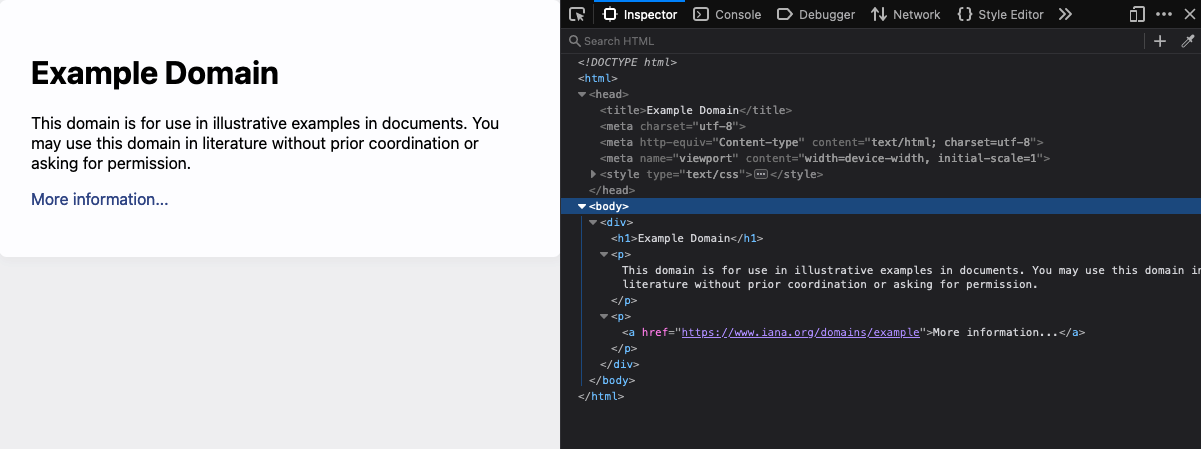 Example Domain
This domain is for use in illustrative examples in documents. You
may use this domain in literature without prior coordination or
asking for permission.
More information...
Inspector Console Debugger Network {} Style Editor
Search HTML
<!DOCTYPE html>
<html>
<head>
<title>Example Domain</title>
<meta charset="utf-8">
<meta http-equiv="Content-type" content="text/html; charset=utf-8">
<meta name="viewport" content="width=device-width, initial-scale=1">
<style type="text/css"></style>
</head>
<body>
<div>
<h1>Example Domain</h1>
<p>
This domain is for use in illustrative examples in documents. You may use this domain in
literature without prior coordination or asking for permission.
</p>
<p>
<a href="https://www.iana.org/domains/example">More information...</a>
</p>
</div>
</body>
</html>